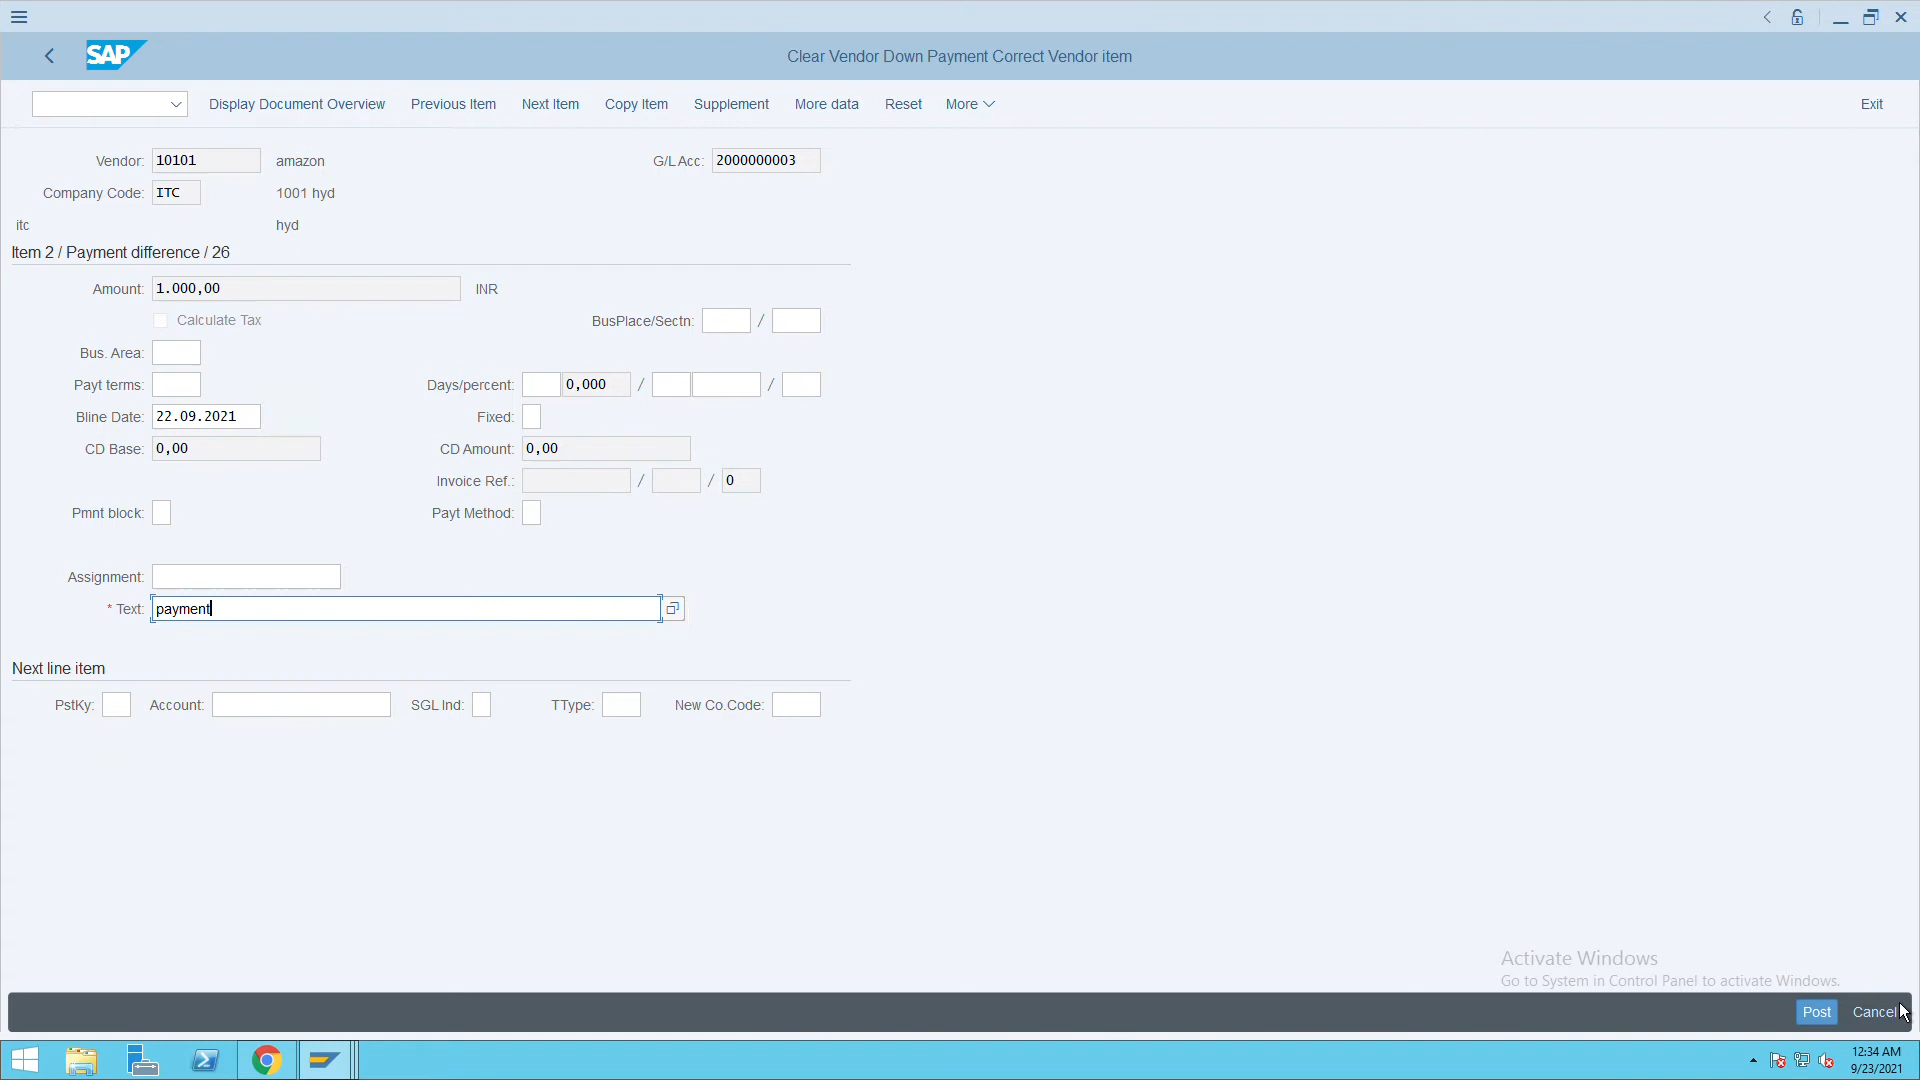 SAP
Clear Vendor Down Payment Correct Vendor item
Display Document Overview Previous Item Next Item Copy Item Supplement More data Reset More Exit
Vendor: 10101 amazon G/L Acc: 2000000003
Company Code: ITC 1001 hyd
itc hyd
Item 2 / Payment difference / 26
Amount: 1.000,00 INR
Calculate Tax BusPlace/Sectn: /
Bus. Area:
Payt terms: Days/percent: 0,000 / /
Bline Date: 22.09.2021 Fixed:
CD Base: 0,00 CD Amount: 0,00
Invoice Ref.: / / 0
Pmnt block: Payt Method:
Assignment:
* Text: payment
Next line item
PstKy: Account: SGL Ind: TType: New Co.Code:
Activate Windows
Go to System in Control Panel to activate Windows.
Post Cancel
12:34 AM
9/23/2021